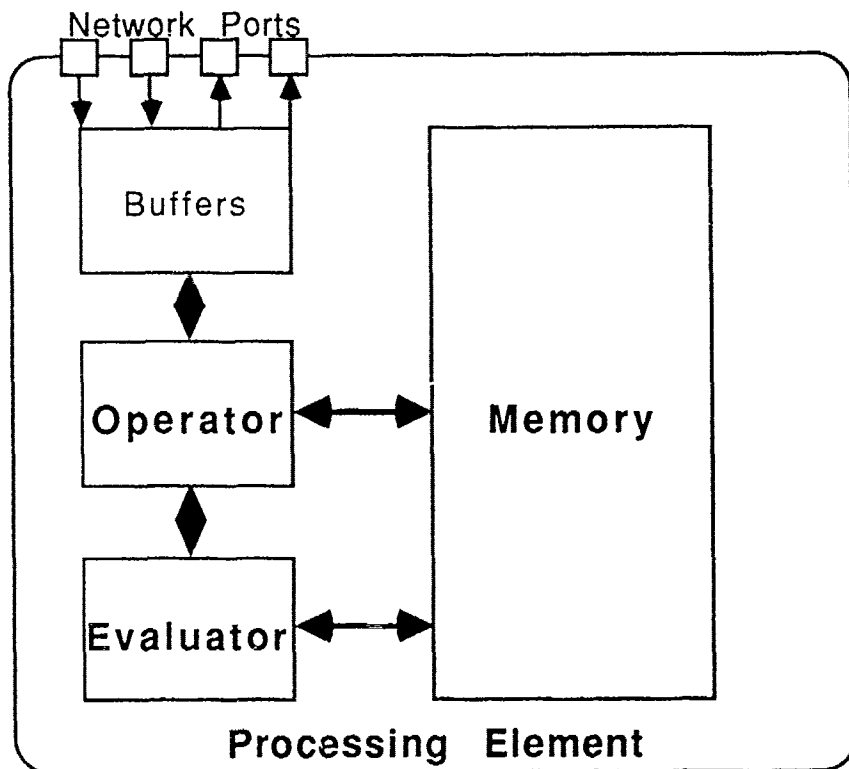 Network Ports
Buffers
Operator
Memory
Evaluator
Processing Element